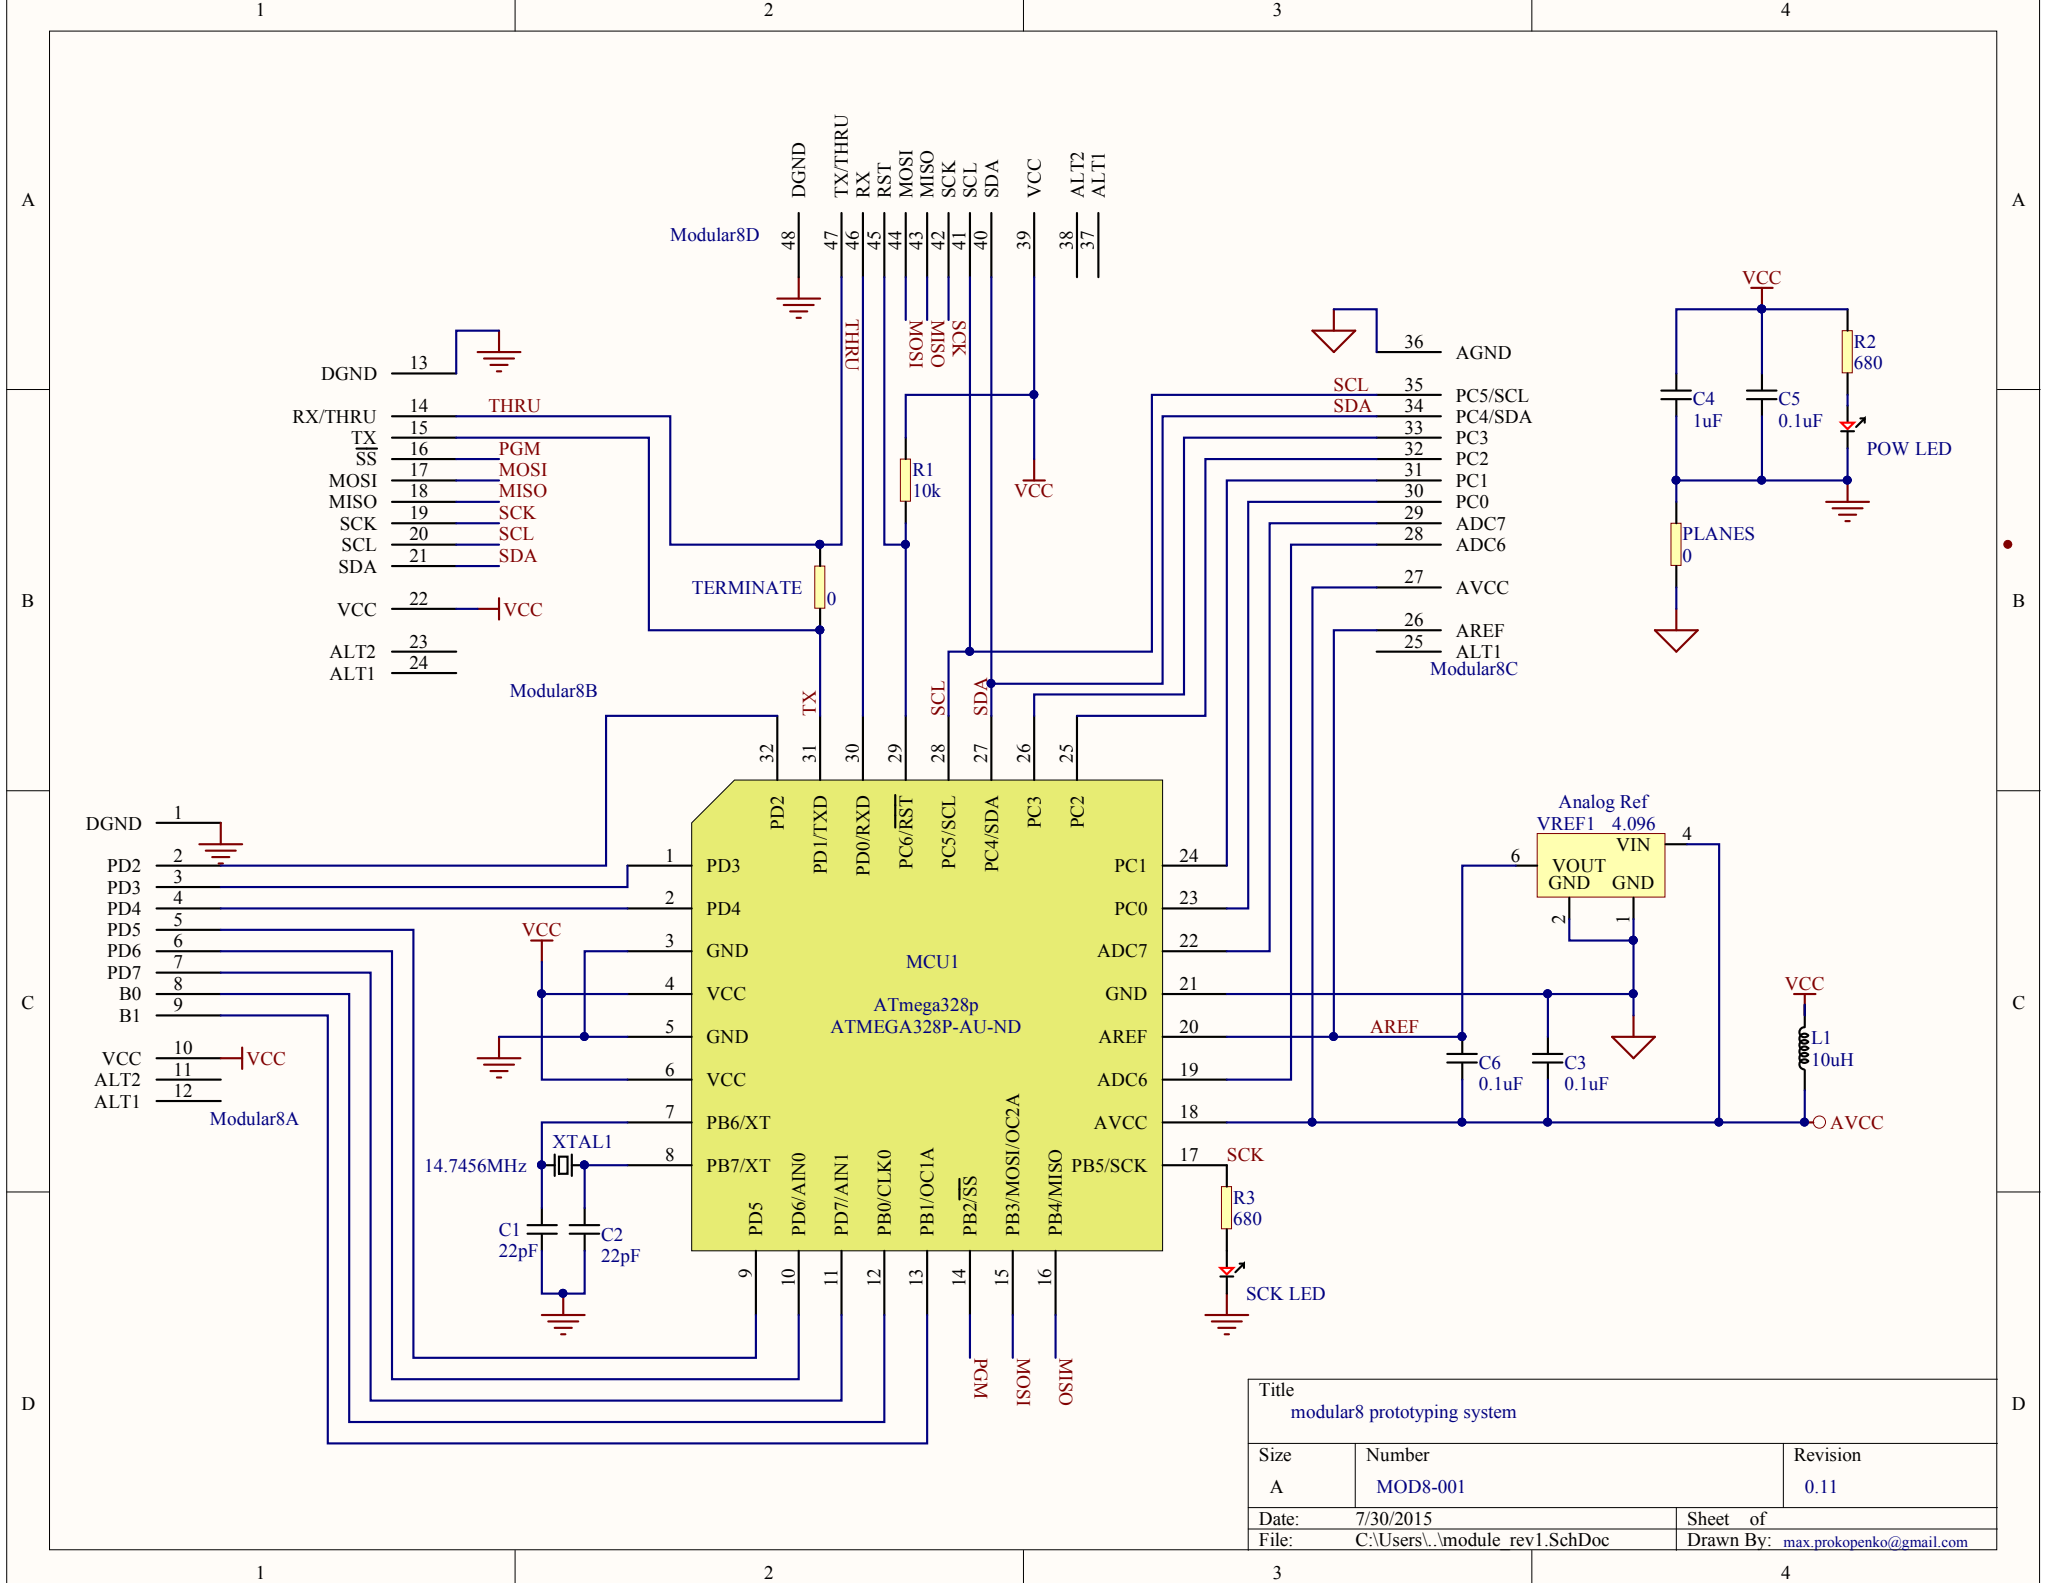 1 2 3 4
A A
B B
C C
D D
1 2 3 4
DGND TX/THRU RX RST MOSI MISO SCK SCL SDA VCC ALT2 ALT1
Modular8D
48 47 46 45 44 43 42 41 40 39 38 37
THRU MOSI MISO SCK
DGND 13
RX/THRU 14 THRU
TX 15
SS 16 PGM
MOSI 17 MOSI
MISO 18 MISO
SCK 19 SCK
SCL 20 SCL
SDA 21 SDA
VCC 22 VCC
ALT2 23
ALT1 24
Modular8B
R1
10k
VCC
TERMINATE
0
TX SCL SDA
36 AGND
SCL 35 PC5/SCL
SDA 34 PC4/SDA
33 PC3
32 PC2
31 PC1
30 PC0
29 ADC7
28 ADC6
27 AVCC
26 AREF
25 ALT1
Modular8C
VCC
R2
680
C4
1uF
C5
0.1uF
POW LED
PLANES
0
DGND 1
PD2 2
PD3 3
PD4 4
PD5 5
PD6 6
PD7 7
B0 8
B1 9
VCC 10 VCC
ALT2 11
ALT1 12
Modular8A
32 31 30 29 28 27 26 25
PD2 PD1/TXD PD0/RXD PC6/RST PC5/SCL PC4/SDA PC3 PC2
1 PD3
2 PD4
3 GND
4 VCC
5 GND
6 VCC
7 PB6/XT
8 PB7/XT
VCC
MCU1
ATmega328p
ATMEGA328P-AU-ND
PC1 24
PC0 23
ADC7 22
GND 21
AREF 20 AREF
ADC6 19
AVCC 18
PB5/SCK 17 SCK
PD5 PD6/AIN0 PD7/AIN1 PB0/CLK0 PB1/OC1A PB2/SS PB3/MOSI/OC2A PB4/MISO
9 10 11 12 13 14 15 16
PGM MOSI MISO
XTAL1
14.7456MHz
C1
22pF
C2
22pF
R3
680
SCK LED
Analog Ref
VREF1 4.096
VIN 4
6 VOUT
GND GND
2 1
C6
0.1uF
C3
0.1uF
VCC
L1
10uH
AVCC
Title
modular8 prototyping system
Size Number Revision
A MOD8-001 0.11
Date: 7/30/2015 Sheet of
File: C:\Users\..\module_rev1.SchDoc Drawn By: max.prokopenko@gmail.com